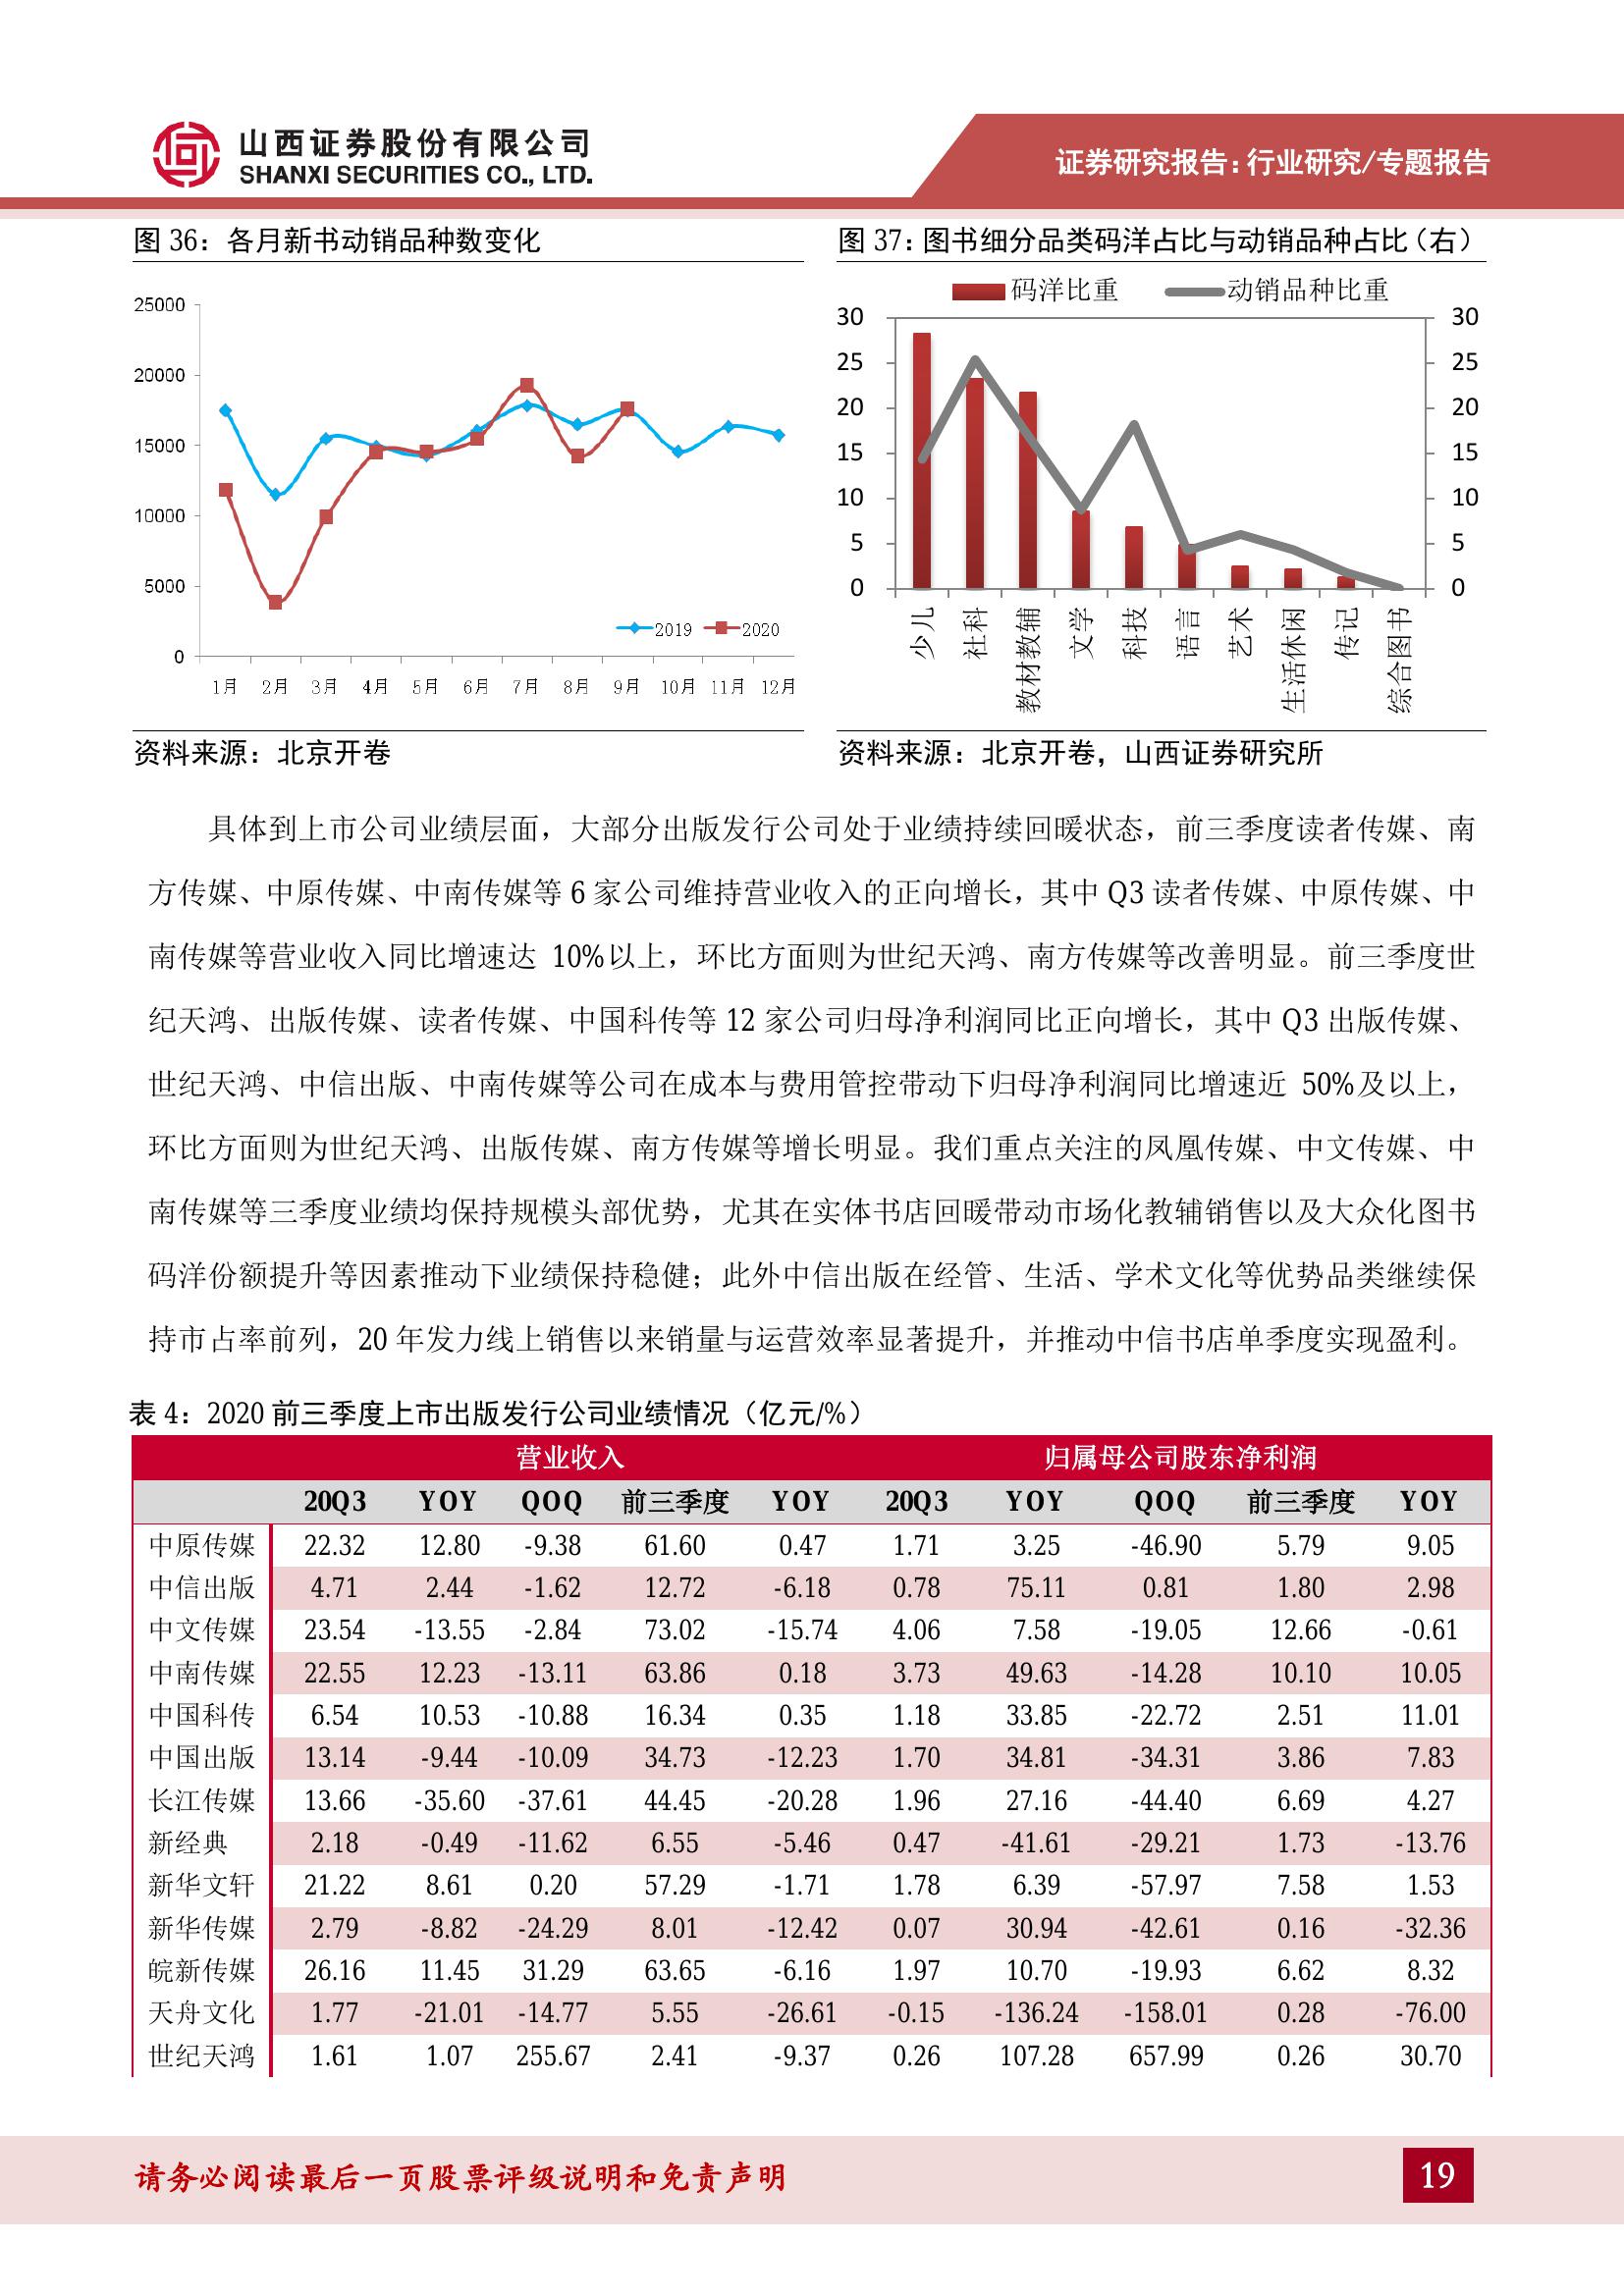 山西证券股份有限公司
SHANXI SECURITIES CO., LTD.
证券研究报告:行业研究/专题报告
图 36：各月新书动销品种数变化
25000
20000
15000
10000
5000
0
2019 2020
1月 2月 3月 4月 5月 6月 7月 8月 9月 10月 11月 12月
资料来源：北京开卷
图 37：图书细分品类码洋占比与动销品种占比（右）
码洋比重 动销品种比重
30 30
25 25
20 20
15 15
10 10
5 5
0 0
少儿 社科 教材教辅 文学 科技 语言 艺术 生活休闲 传记 综合图书
资料来源：北京开卷，山西证券研究所
具体到上市公司业绩层面，大部分出版发行公司处于业绩持续回暖状态，前三季度读者传媒、南
方传媒、中原传媒、中南传媒等 6 家公司维持营业收入的正向增长，其中 Q3 读者传媒、中原传媒、中
南传媒等营业收入同比增速达 10%以上，环比方面则为世纪天鸿、南方传媒等改善明显。前三季度世
纪天鸿、出版传媒、读者传媒、中国科传等 12 家公司归母净利润同比正向增长，其中 Q3 出版传媒、
世纪天鸿、中信出版、中南传媒等公司在成本与费用管控带动下归母净利润同比增速近 50%及以上，
环比方面则为世纪天鸿、出版传媒、南方传媒等增长明显。我们重点关注的凤凰传媒、中文传媒、中
南传媒等三季度业绩均保持规模头部优势，尤其在实体书店回暖带动市场化教辅销售以及大众化图书
码洋份额提升等因素推动下业绩保持稳健；此外中信出版在经管、生活、学术文化等优势品类继续保
持市占率前列，20 年发力线上销售以来销量与运营效率显著提升，并推动中信书店单季度实现盈利。
表 4：2020 前三季度上市出版发行公司业绩情况（亿元/%）
营业收入 归属母公司股东净利润
20Q3 YOY QOQ 前三季度 YOY 20Q3 YOY QOQ 前三季度 YOY
中原传媒 22.32 12.80 -9.38 61.60 0.47 1.71 3.25 -46.90 5.79 9.05
中信出版 4.71 2.44 -1.62 12.72 -6.18 0.78 75.11 0.81 1.80 2.98
中文传媒 23.54 -13.55 -2.84 73.02 -15.74 4.06 7.58 -19.05 12.66 -0.61
中南传媒 22.55 12.23 -13.11 63.86 0.18 3.73 49.63 -14.28 10.10 10.05
中国科传 6.54 10.53 -10.88 16.34 0.35 1.18 33.85 -22.72 2.51 11.01
中国出版 13.14 -9.44 -10.09 34.73 -12.23 1.70 34.81 -34.31 3.86 7.83
长江传媒 13.66 -35.60 -37.61 44.45 -20.28 1.96 27.16 -44.40 6.69 4.27
新经典 2.18 -0.49 -11.62 6.55 -5.46 0.47 -41.61 -29.21 1.73 -13.76
新华文轩 21.22 8.61 0.20 57.29 -1.71 1.78 6.39 -57.97 7.58 1.53
新华传媒 2.79 -8.82 -24.29 8.01 -12.42 0.07 30.94 -42.61 0.16 -32.36
皖新传媒 26.16 11.45 31.29 63.65 -6.16 1.97 10.70 -19.93 6.62 8.32
天舟文化 1.77 -21.01 -14.77 5.55 -26.61 -0.15 -136.24 -158.01 0.28 -76.00
世纪天鸿 1.61 1.07 255.67 2.41 -9.37 0.26 107.28 657.99 0.26 30.70
请务必阅读最后一页股票评级说明和免责声明
19